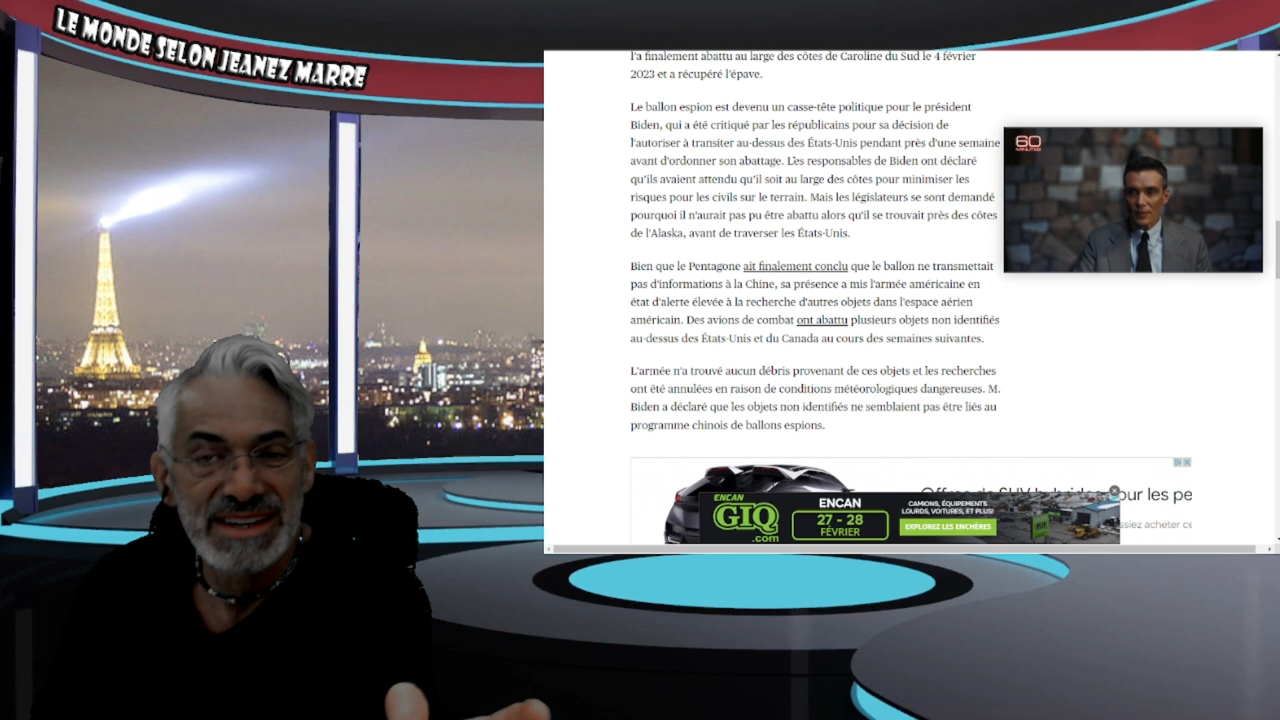 LE MONDE SELON JEANEZ MARRE
l'a finalement abattu au large des côtes de Caroline du Sud le 4 février
2023 et a récupéré l'épave.
Le ballon espion est devenu un casse-tête politique pour le président
Biden, qui a été critiqué par les républicains pour sa décision de
l'autoriser à transiter au-dessus des États-Unis pendant près d'une semaine
avant d'ordonner son abattage. Les responsables de Biden ont déclaré
qu'ils avaient attendu qu'il soit au large des côtes pour minimiser les
risques pour les civils sur le terrain. Mais les législateurs se sont demandé
pourquoi il n'aurait pas pu être abattu alors qu'il se trouvait près des côtes
de l'Alaska, avant de traverser les États-Unis.
Bien que le Pentagone ait finalement conclu que le ballon ne transmettait
pas d'informations à la Chine, sa présence a mis l'armée américaine en
état d'alerte élevée à la recherche d'autres objets dans l'espace aérien
américain. Des avions de combat ont abattu plusieurs objets non identifiés
au-dessus des États-Unis et du Canada au cours des semaines suivantes.
L'armée n'a trouvé aucun débris provenant de ces objets et les recherches
ont été annulées en raison de conditions météorologiques dangereuses. M.
Biden a déclaré que les objets non identifiés ne semblaient pas être liés au
programme chinois de ballons espions.
60
MINUTES
pour les pe
ssiez acheter ce
ENCAN
GIQ
.com
ENCAN
27 - 28
FÉVRIER
CAMIONS, ÉQUIPEMENTS
LOURDS, VOITURES, ET PLUS!
EXPLOREZ LES ENCHÈRES